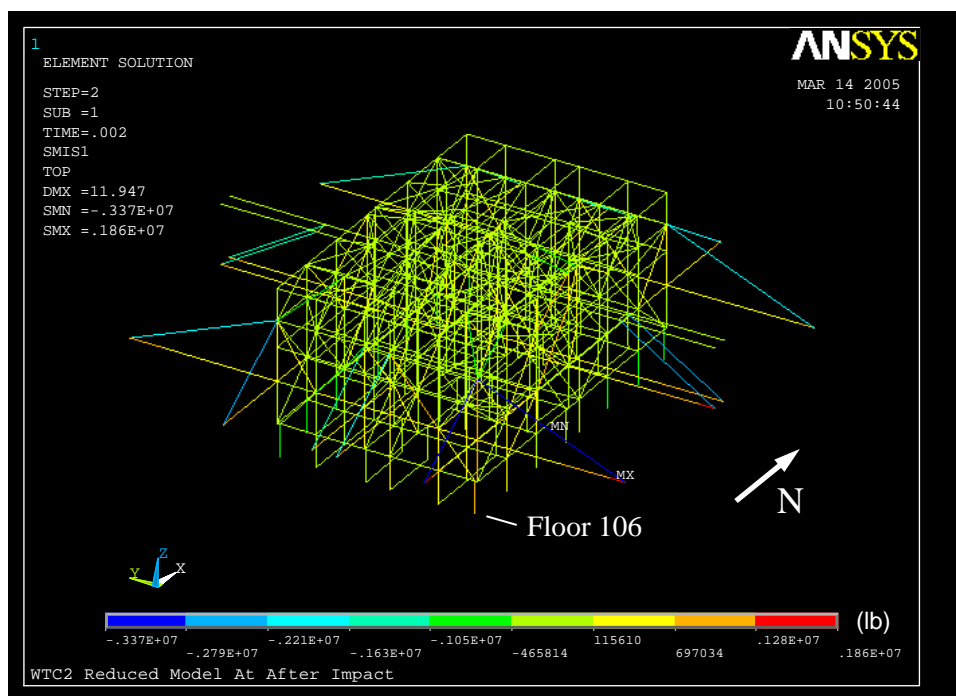 1
ANSYS
ELEMENT SOLUTION
MAR 14 2005
10:50:44
STEP=2
SUB =1
TIME=.002
SMIS1
TOP
DMX =11.947
SMN =-.337E+07
SMX =.186E+07
MN
MX
N
Floor 106
Z
Y X
(lb)
-.337E+07 -.221E+07 -.105E+07 115610 .128E+07
-.279E+07 -.163E+07 -465814 697034 .186E+07
WTC2 Reduced Model At After Impact